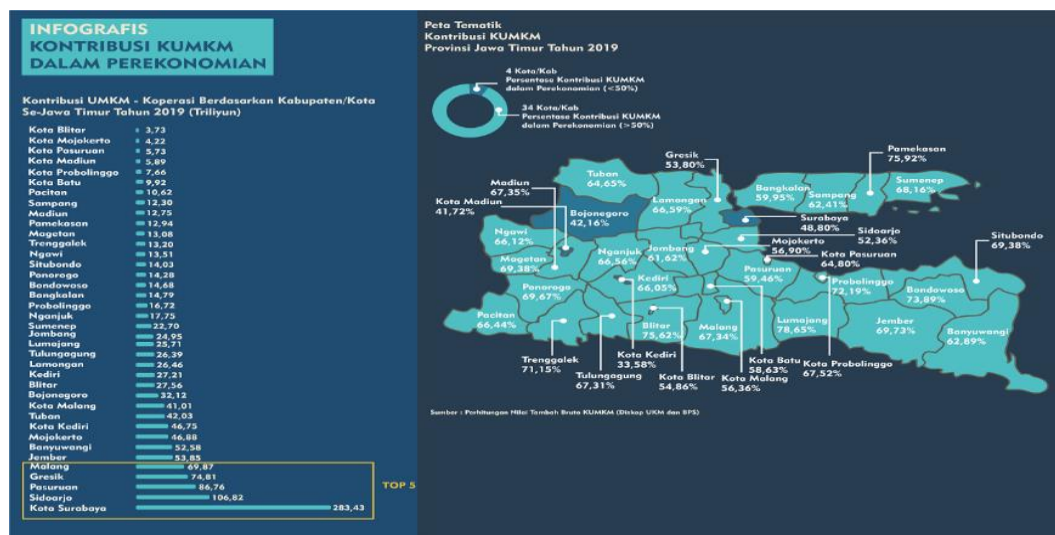 INFOGRAFIS
KONTRIBUSI KUMKM
DALAM PEREKONOMIAN
Kontribusi UMKM - Koperasi Berdasarkan Kabupaten/Kota
Se-Jawa Timur Tahun 2019 (Triliyun)
Kota Blitar 3,73
Kota Mojokerto 4,22
Kota Pasuruan 5,73
Kota Madiun 5,89
Kota Probolinggo 7,66
Kota Batu 9,92
Pacitan 10,62
Sampang 12,30
Madiun 12,75
Pamekasan 12,94
Magetan 13,08
Trenggalek 13,20
Ngawi 13,51
Situbondo 14,03
Ponorogo 14,28
Bondowoso 14,68
Bangkalan 14,79
Probolinggo 16,72
Nganjuk 17,75
Sumenep 22,70
Jombang 24,95
Lumajang 25,71
Tulungagung 26,39
Lamongan 26,46
Kediri 27,21
Blitar 27,56
Bojonegoro 32,12
Kota Malang 41,01
Tuban 42,03
Kota Kediri 46,75
Mojokerto 46,88
Banyuwangi 52,58
Jember 53,85
Malang 69,87
Gresik 74,81
Pasuruan 86,76
Sidoarjo 106,82
Kota Surabaya 283,43
TOP 5
Peta Tematik
Kontribusi KUMKM
Provinsi Jawa Timur Tahun 2019
4 Kota/Kab
Persentase Kontribusi KUMKM
dalam Perekonomian (<50%)
34 Kota/Kab
Persentase Kontribusi KUMKM
dalam Perekonomian (>50%)
Gresik
53,80%
Pamekasan
75,92%
Tuban
64,65%
Madiun
67,35%
Kota Madiun
41,72%
Bojonegoro
42,16%
Lamongan
66,59%
Bangkalan
59,95%
Sampang
62,41%
Sumenep
68,16%
Surabaya
48,80%
Sidoarjo
52,36%
Mojokerto
56,90%
Kota Pasuruan
64,80%
Situbondo
69,38%
Ngawi
66,12%
Magetan
69,38%
Nganjuk
66,56%
Jombang
61,62%
Kediri
66,05%
Pasuruan
59,46%
Probolinggo
72,19%
Bondowoso
73,89%
Ponorogo
69,67%
Pacitan
66,44%
Blitar
75,62%
Malang
67,34%
Lumajang
78,65%
Jember
69,73%
Banyuwangi
62,89%
Trenggalek
71,15%
Tulungagung
67,31%
Kota Kediri
33,58%
Kota Blitar
54,86%
Kota Batu
58,63%
Kota Malang
56,36%
Kota Probolinggo
67,52%
Sumber : Perhitungan Nilai Tambah Bruto KUMKM (Diskop UKM dan BPS)